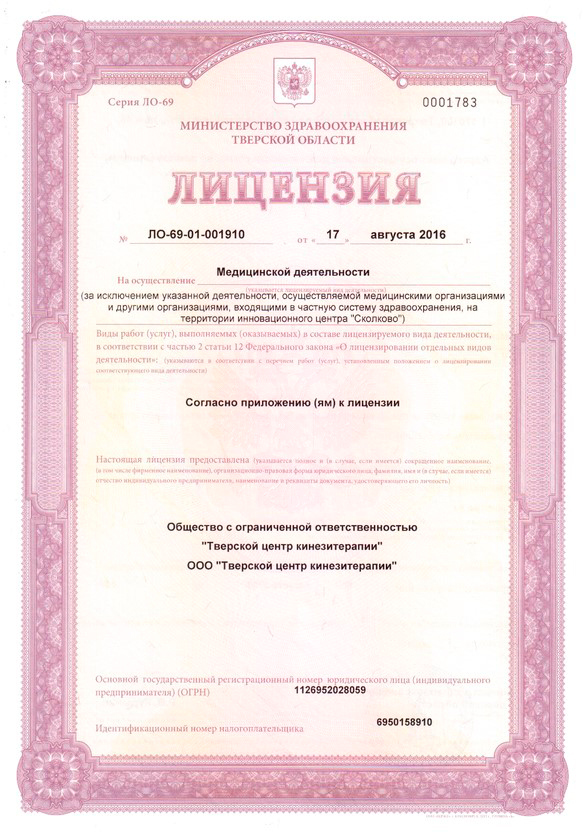 Серия ЛО-69
0001783
МИНИСТЕРСТВО ЗДРАВООХРАНЕНИЯ
ТВЕРСКОЙ ОБЛАСТИ
ЛИЦЕНЗИЯ
№ ЛО-69-01-001910 от « 17 » августа 2016 г.
На осуществление Медицинской деятельности
(указывается лицензируемый вид деятельности)
(за исключением указанной деятельности, осуществляемой медицинскими организациями
и другими организациями, входящими в частную систему здравоохранения, на
территории инновационного центра "Сколково")
Виды работ (услуг), выполняемых (оказываемых) в составе лицензируемого вида деятельности,
в соответствии с частью 2 статьи 12 Федерального закона «О лицензировании отдельных видов
деятельности»: (указываются в соответствии с перечнем работ (услуг), установленным положением о лицензировании
соответствующего вида деятельности)
Согласно приложению (ям) к лицензии
Настоящая лицензия предоставлена (указывается полное и (в случае, если имеется) сокращенное наименование,
(в том числе фирменное наименование), организационно-правовая форма юридического лица, фамилия, имя и (в случае, если имеется)
отчество индивидуального предпринимателя, наименование и реквизиты документа, удостоверяющего его личность)
Общество с ограниченной ответственностью
"Тверской центр кинезитерапии"
ООО "Тверской центр кинезитерапии"
Основной государственный регистрационный номер юридического лица (индивидуального
предпринимателя) (ОГРН) 1126952028059
Идентификационный номер налогоплательщика 6950158910